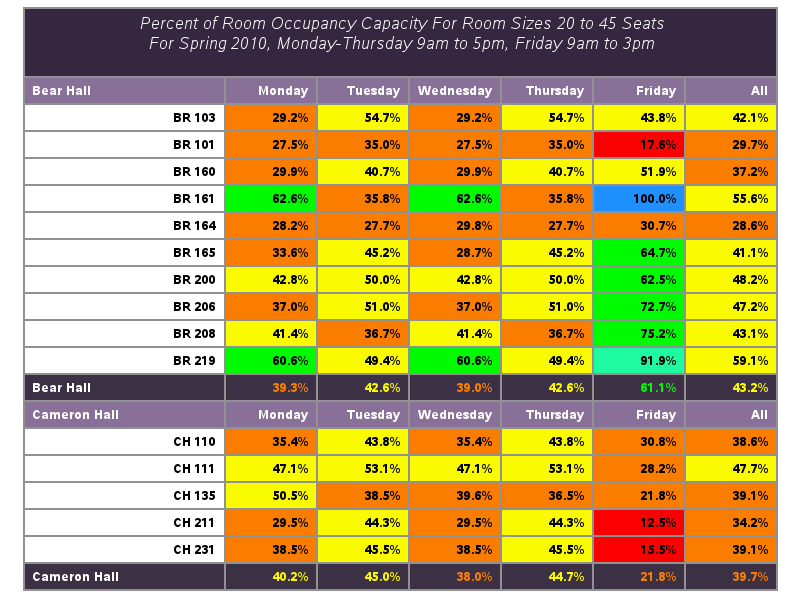 Percent of Room Occupancy Capacity For Room Sizes 20 to 45 Seats
For Spring 2010, Monday-Thursday 9am to 5pm, Friday 9am to 3pm
Bear Hall Monday Tuesday Wednesday Thursday Friday All
BR 103 29.2% 54.7% 29.2% 54.7% 43.8% 42.1%
BR 101 27.5% 35.0% 27.5% 35.0% 17.6% 29.7%
BR 160 29.9% 40.7% 29.9% 40.7% 51.9% 37.2%
BR 161 62.6% 35.8% 62.6% 35.8% 100.0% 55.6%
BR 164 28.2% 27.7% 29.8% 27.7% 30.7% 28.6%
BR 165 33.6% 45.2% 28.7% 45.2% 64.7% 41.1%
BR 200 42.8% 50.0% 42.8% 50.0% 62.5% 48.2%
BR 206 37.0% 51.0% 37.0% 51.0% 72.7% 47.2%
BR 208 41.4% 36.7% 41.4% 36.7% 75.2% 43.1%
BR 219 60.6% 49.4% 60.6% 49.4% 91.9% 59.1%
Bear Hall 39.3% 42.6% 39.0% 42.6% 61.1% 43.2%
Cameron Hall Monday Tuesday Wednesday Thursday Friday All
CH 110 35.4% 43.8% 35.4% 43.8% 30.8% 38.6%
CH 111 47.1% 53.1% 47.1% 53.1% 28.2% 47.7%
CH 135 50.5% 38.5% 39.6% 36.5% 21.8% 39.1%
CH 211 29.5% 44.3% 29.5% 44.3% 12.5% 34.2%
CH 231 38.5% 45.5% 38.5% 45.5% 15.5% 39.1%
Cameron Hall 40.2% 45.0% 38.0% 44.7% 21.8% 39.7%